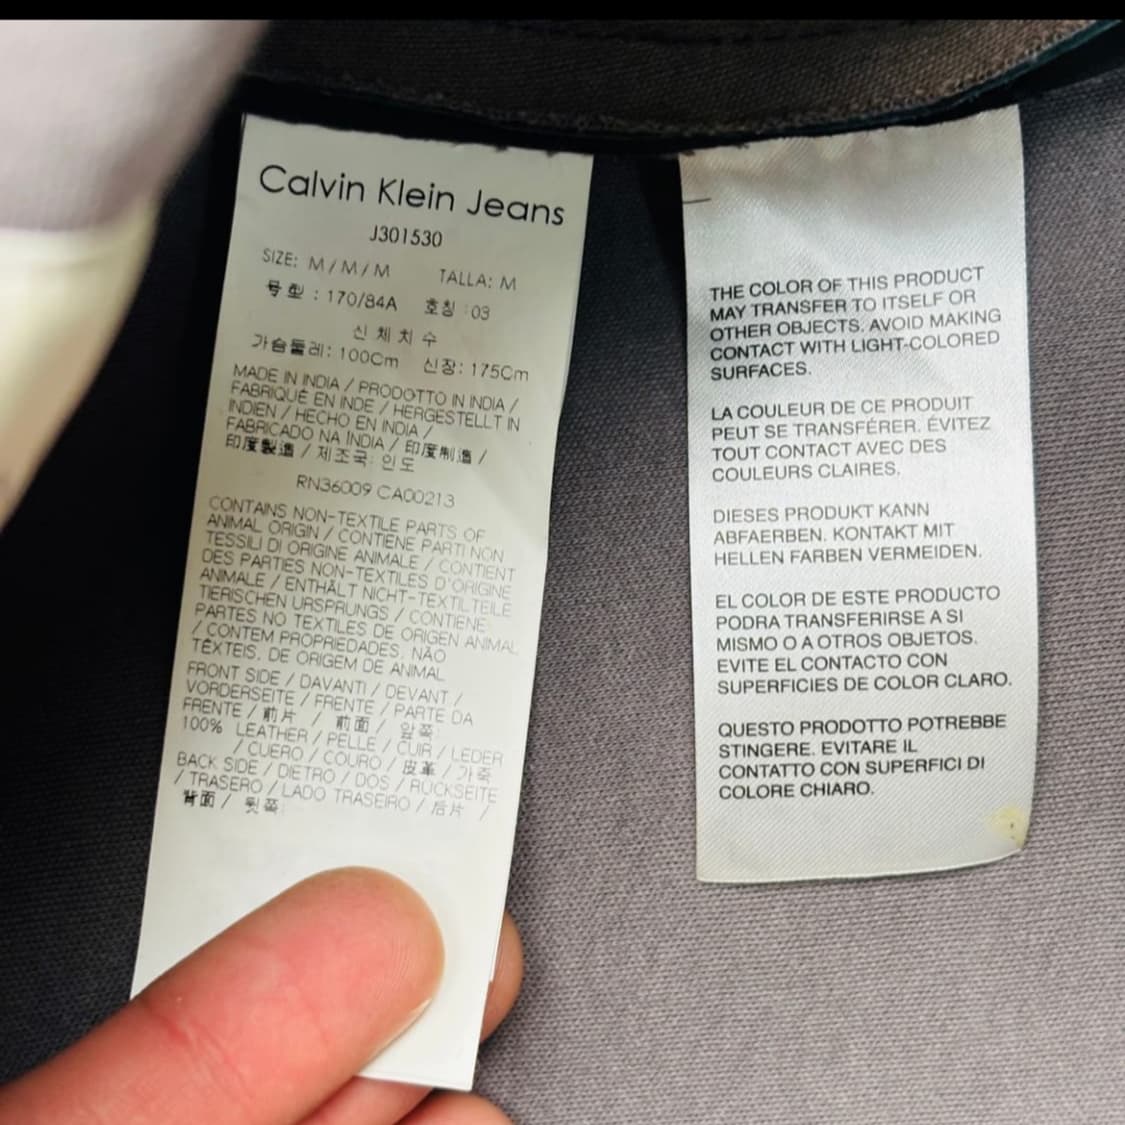 Calvin Klein Jeans
J301530
SIZE: M/M/M TALLA: M
号型 : 170/84A 호칭 :03
신체치수
가슴둘레: 100Cm 신장: 175Cm
MADE IN INDIA / PRODOTTO IN INDIA /
FABRIQUÉ EN INDE / HERGESTELLT IN
INDIEN / HECHO EN INDIA /
FABRICADO NA ÍNDIA / 印度制造 /
印度製造 / 제조국: 인도
RN36009 CA00213
CONTAINS NON-TEXTILE PARTS OF
ANIMAL ORIGIN / CONTIENE PARTI NON
TESSILI DI ORIGINE ANIMALE / CONTIENT
DES PARTIES NON-TEXTILES D'ORIGINE
ANIMALE / ENTHÄLT NICHT-TEXTILTEILE
TIERISCHEN URSPRUNGS / CONTIENE
PARTES NO TEXTILES DE ORIGEN ANIMAL
/ CONTEM PROPRIEDADES, NÃO
TÊXTEIS, DE ORIGEM DE ANIMAL
FRONT SIDE / DAVANTI / DEVANT /
VORDERSEITE / FRENTE / PARTE DA
FRENTE / 前片 / 前面 / 앞쪽:
100% LEATHER / PELLE / CUIR / LEDER
/ CUERO / COURO / 皮革 / 가죽
BACK SIDE / DIETRO / DOS / RÜCKSEITE
/ TRASERO / LADO TRASEIRO / 后片 /
背面 / 뒷쪽:
THE COLOR OF THIS PRODUCT
MAY TRANSFER TO ITSELF OR
OTHER OBJECTS. AVOID MAKING
CONTACT WITH LIGHT-COLORED
SURFACES.
LA COULEUR DE CE PRODUIT
PEUT SE TRANSFÉRER. ÉVITEZ
TOUT CONTACT AVEC DES
COULEURS CLAIRES.
DIESES PRODUKT KANN
ABFAERBEN. KONTAKT MIT
HELLEN FARBEN VERMEIDEN.
EL COLOR DE ESTE PRODUCTO
PODRA TRANSFERIRSE A SI
MISMO O A OTROS OBJETOS.
EVITE EL CONTACTO CON
SUPERFICIES DE COLOR CLARO.
QUESTO PRODOTTO POTREBBE
STINGERE. EVITARE IL
CONTATTO CON SUPERFICI DI
COLORE CHIARO.